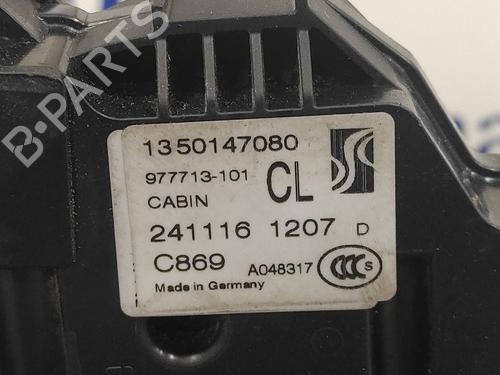 B-PARTS
1350147080
977713-101
CL
CABIN
241116 1207 D
C869 A048317
CCC S
Made in Germany